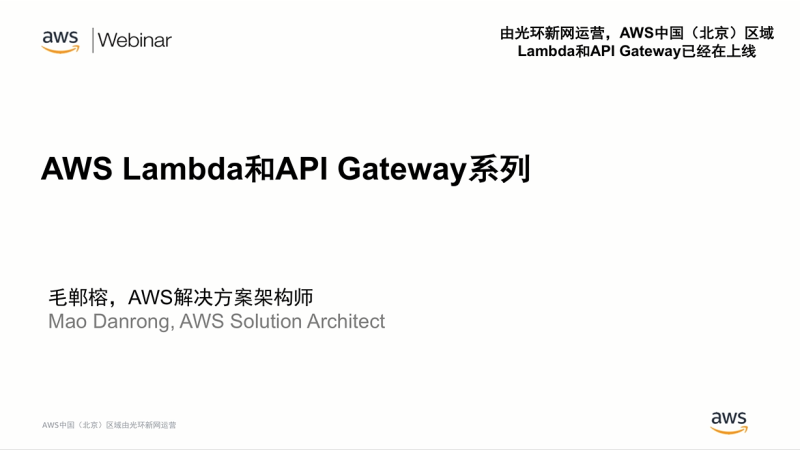 aws
Webinar
由光环新网运营，AWS中国（北京）区域
Lambda和API Gateway已经在上线
AWS Lambda和API Gateway系列
毛郸榕，AWS解决方案架构师
Mao Danrong, AWS Solution Architect
AWS中国（北京）区域由光环新网运营
aws